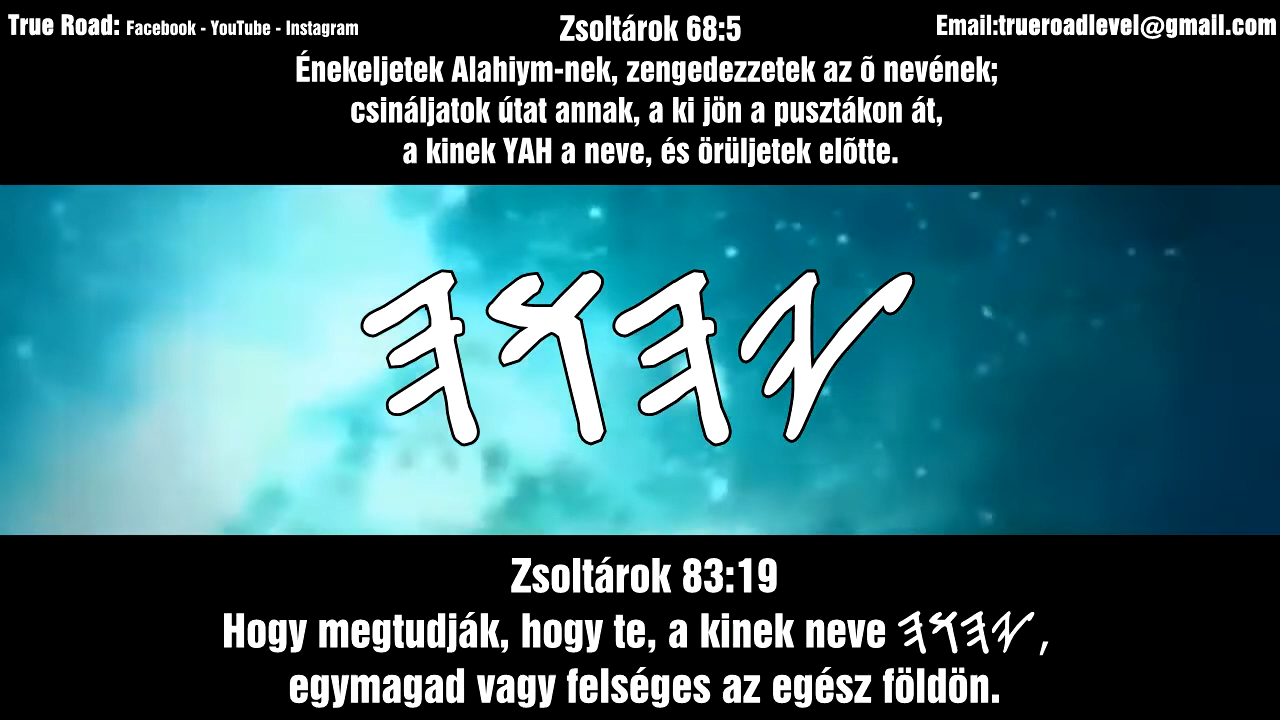 True Road: Facebook - YouTube - Instagram
Email:trueroadlevel@gmail.com
Zsoltárok 68:5
Énekeljetek Alahiym-nek, zengedezzetek az õ nevének;
csináljatok útat annak, a ki jön a pusztákon át,
a kinek YAH a neve, és örüljetek elõtte.
𐤉𐤄𐤅𐤄
Zsoltárok 83:19
Hogy megtudják, hogy te, a kinek neve 𐤉𐤄𐤅𐤄 ,
egymagad vagy felséges az egész földön.